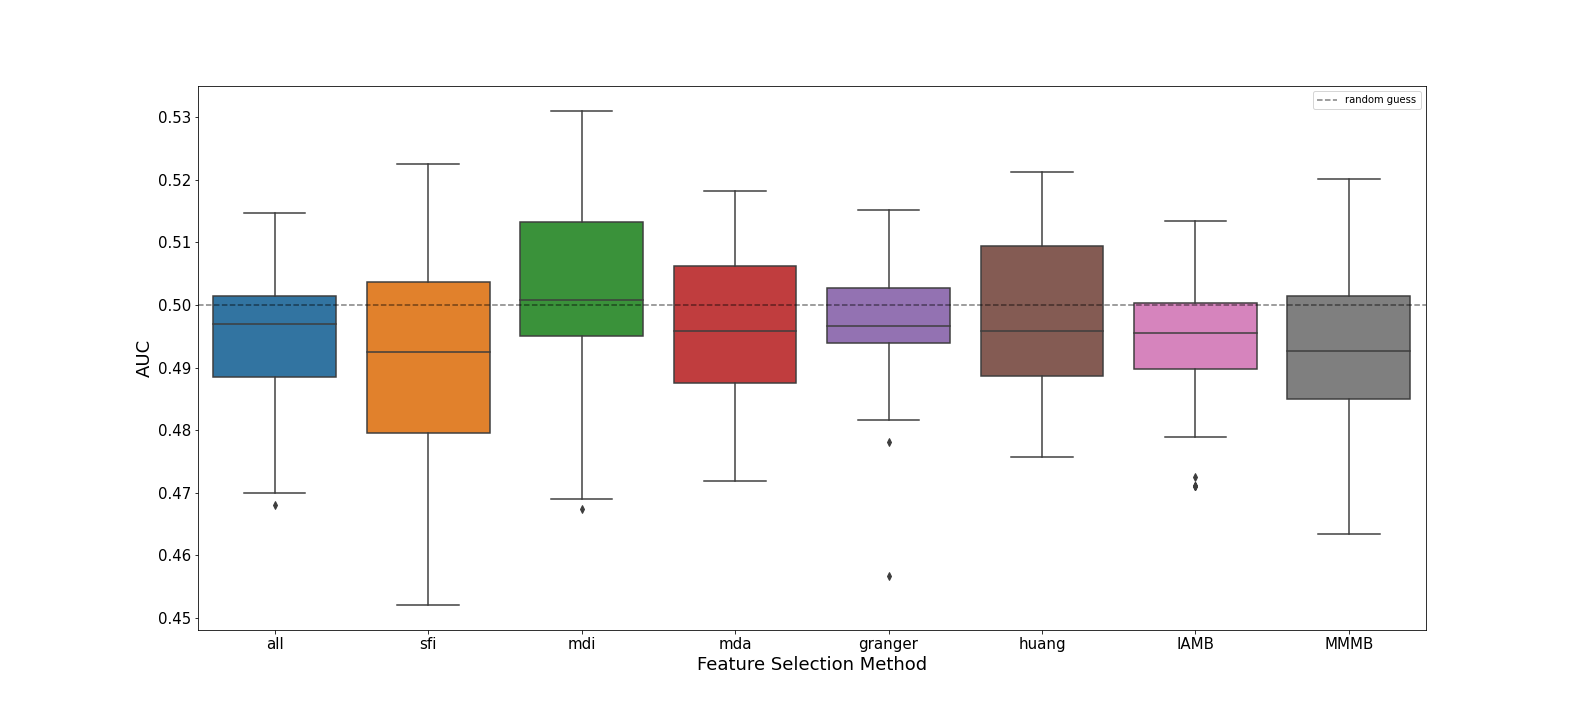 random guess
0.53
0.52
0.51
0.50
0.49
0.48
0.47
0.46
0.45
AUC
all sfi mdi mda granger huang IAMB MMMB
Feature Selection Method